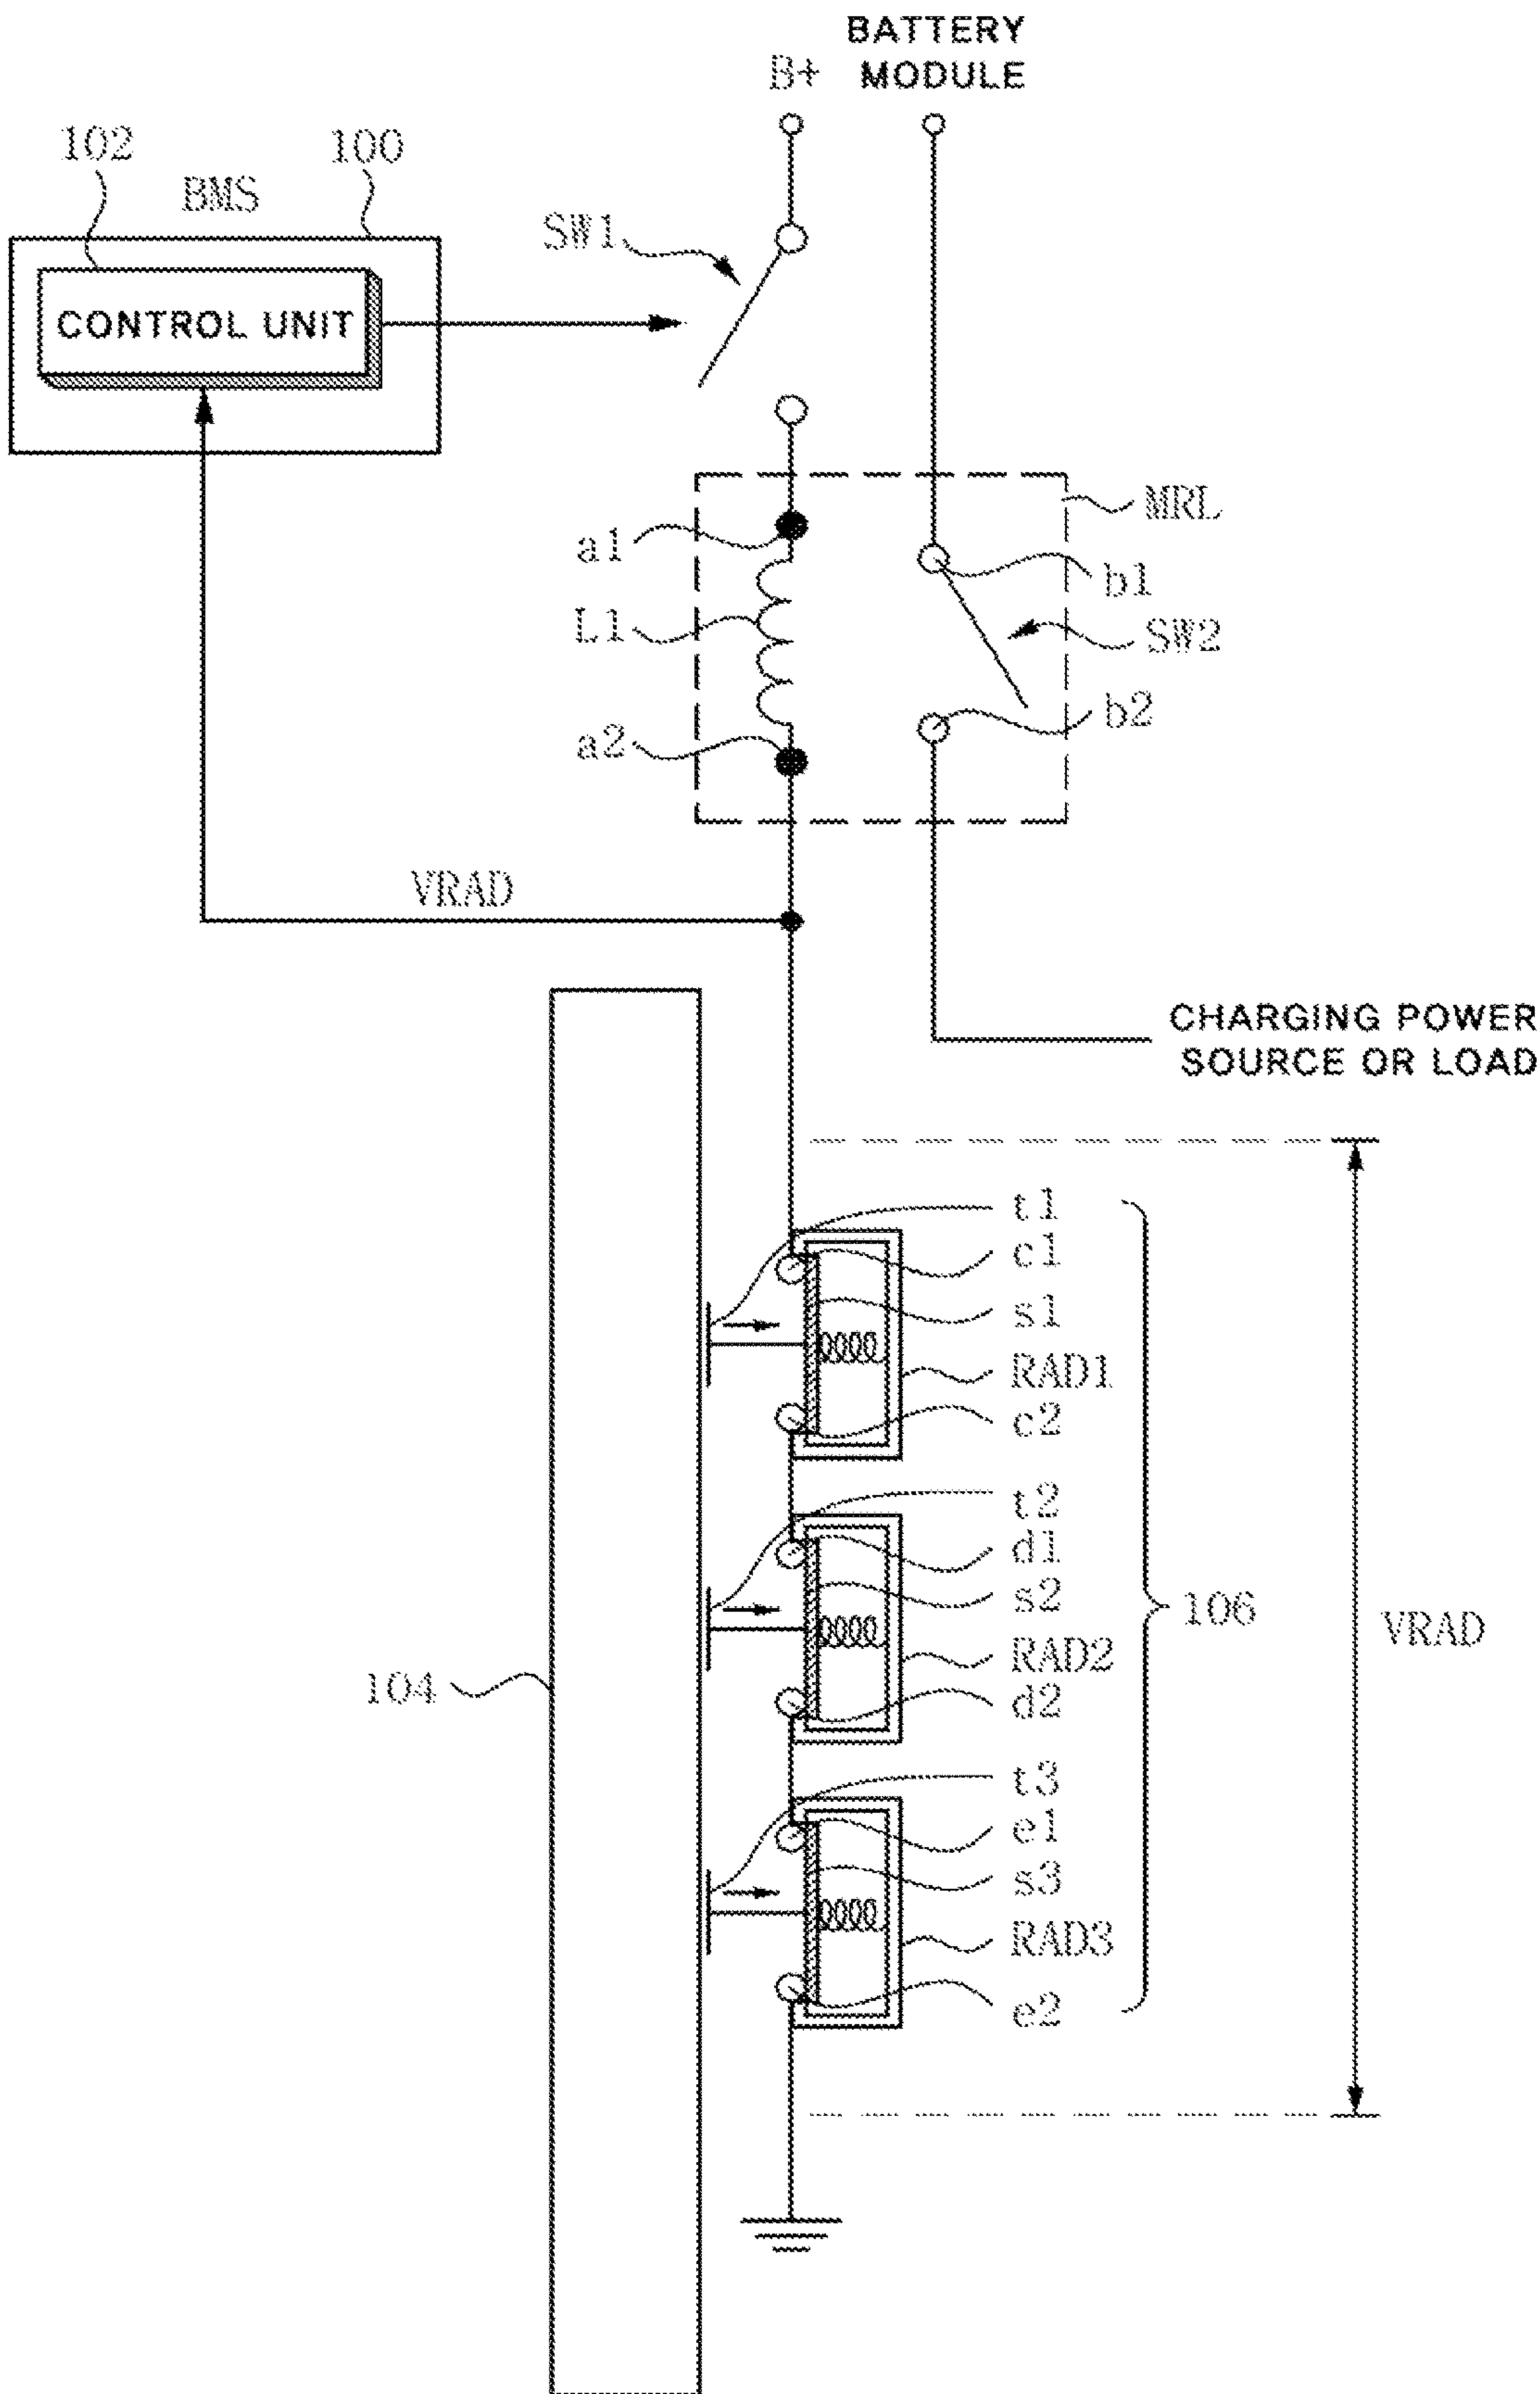 BATTERY
B+ MODULE
102
100
BMS
SW1
CONTROL UNIT
MRL
a1
b1
L1
SW2
a2
b2
VRAD
CHARGING POWER
SOURCE OR LOAD
t1
c1
s1
RAD1
c2
t2
d1
s2
106
VRAD
RAD2
104
d2
t3
e1
s3
RAD3
e2